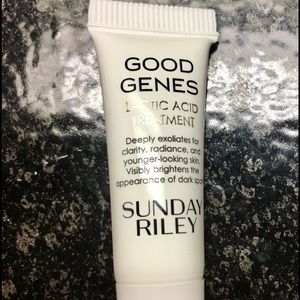 GOOD
GENES
LACTIC ACID
TREATMENT
Deeply exfoliates for
clarity, radiance, and
younger-looking skin.
Visibly brightens the
appearance of dark spots.
SUNDAY
RILEY